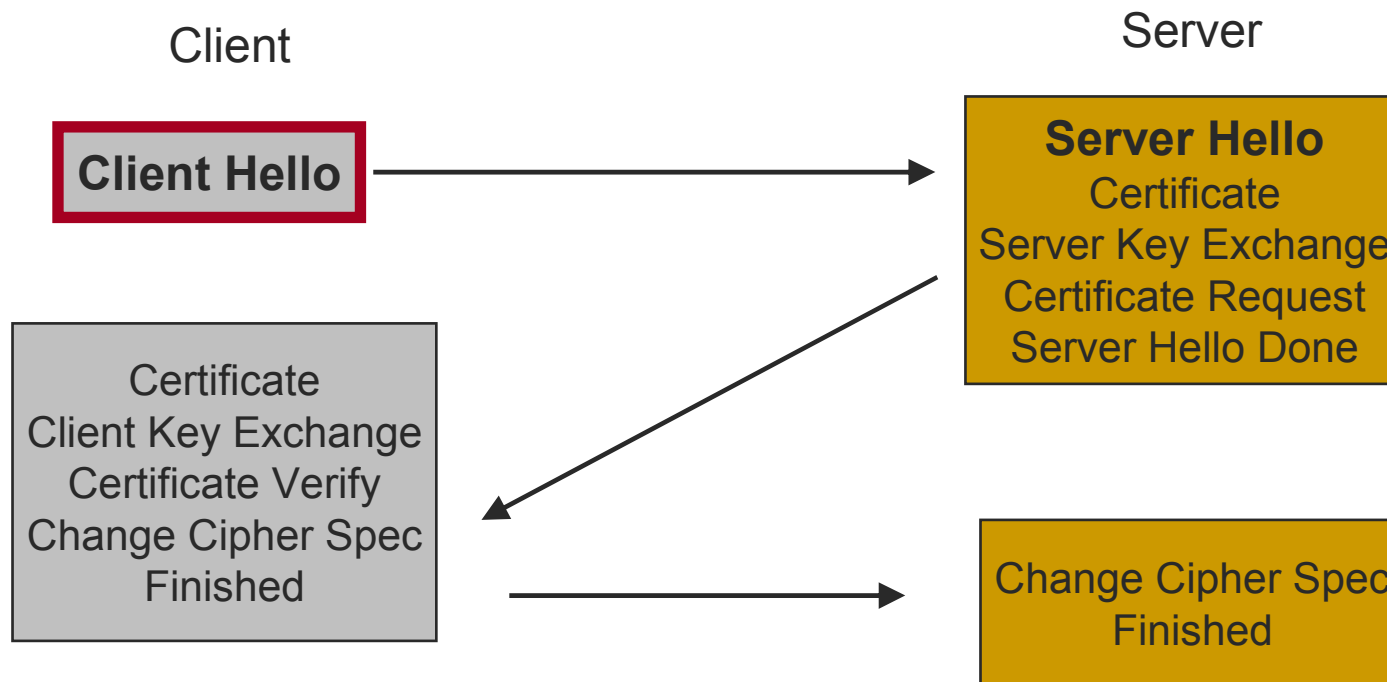 Client
Server
Client Hello
Server Hello
Certificate
Server Key Exchange
Certificate Request
Server Hello Done
Certificate
Client Key Exchange
Certificate Verify
Change Cipher Spec
Finished
Change Cipher Spec
Finished